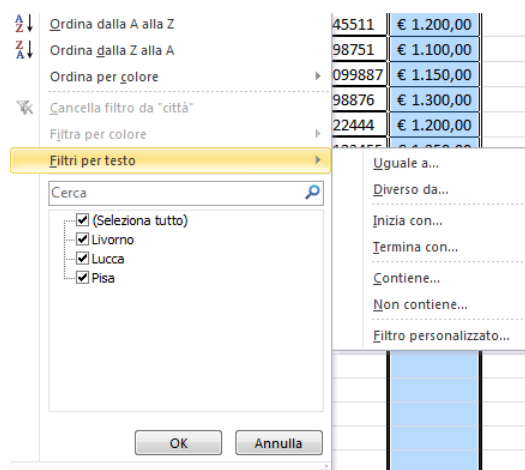 Ordina dalla A alla Z
Ordina dalla Z alla A
Ordina per colore
Cancella filtro da "città"
Filtra per colore
Filtri per testo
Cerca
(Seleziona tutto)
Livorno
Lucca
Pisa
OK Annulla
45511 € 1.200,00
98751 € 1.100,00
099887 € 1.150,00
98876 € 1.300,00
22444 € 1.200,00
Uguale a...
Diverso da...
Inizia con...
Termina con...
Contiene...
Non contiene...
Filtro personalizzato...